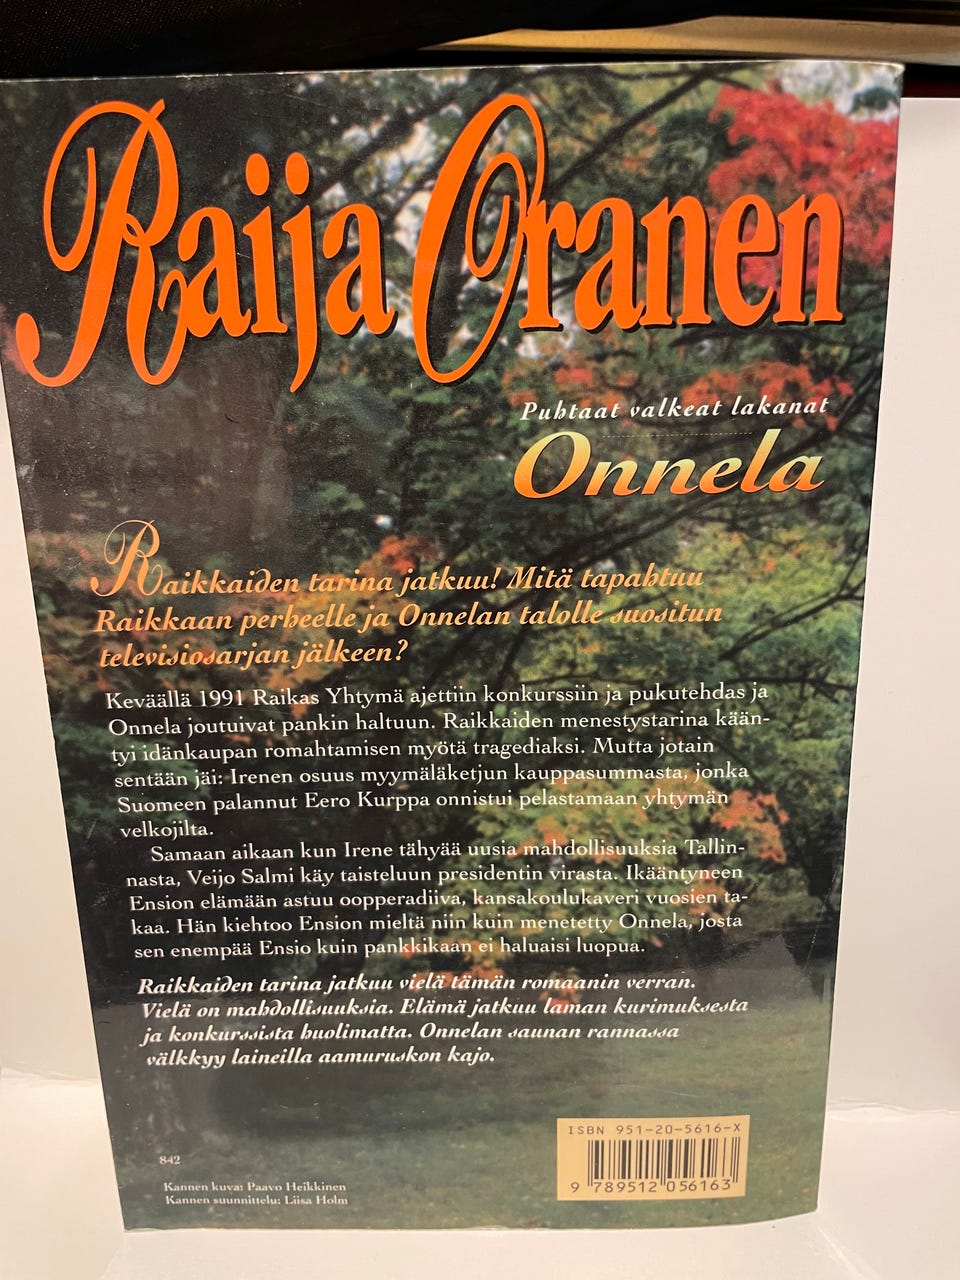 Raija Oranen
Puhtaat valkeat lakanat
Onnela
Raikkaiden tarina jatkuu! Mitä tapahtuu
Raikkaan perheelle ja Onnelan talolle suositun
televisiosarjan jälkeen?
Keväällä 1991 Raikas Yhtymä ajettiin konkurssiin ja pukutehdas ja
Onnela joutuivat pankin haltuun. Raikkaiden menestystarina kään-
tyi idänkaupan romahtamisen myötä tragediaksi. Mutta jotain
sentään jäi: Irenen osuus myymäläketjun kauppasummasta, jonka
Suomeen palannut Eero Kurppa onnistui pelastamaan yhtymän
velkojilta.
Samaan aikaan kun Irene tähyää uusia mahdollisuuksia Tallin-
nasta, Veijo Salmi käy taisteluun presidentin virasta. Ikääntyneen
Ension elämään astuu oopperadiiva, kansakoulukaveri vuosien ta-
kaa. Hän kiehtoo Ension mieltä niin kuin menetetty Onnela, josta
sen enempää Ensio kuin pankkikaan ei haluaisi luopua.
Raikkaiden tarina jatkuu vielä tämän romaanin verran.
Vielä on mahdollisuuksia. Elämä jatkuu laman kurimuksesta
ja konkurssista huolimatta. Onnelan saunan rannassa
välkkyy laineilla aamuruskon kajo.
ISBN 951-20-5616-X
9 789512 056163
842
Kannen kuva: Paavo Heikkinen
Kannen suunnittelu: Liisa Holm